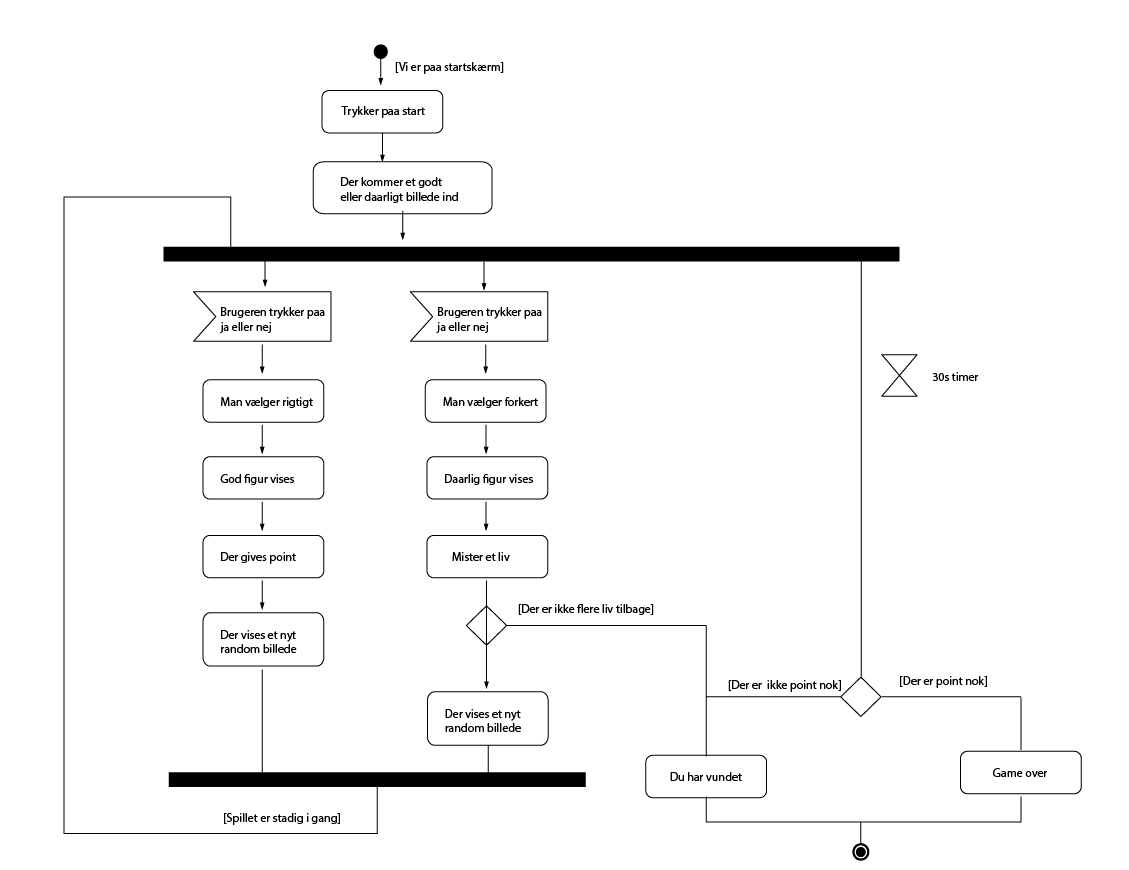 [Vi er paa startskærm]
Trykker paa start
Der kommer et godt
eller daarligt billede ind
Brugeren trykker paa
ja eller nej
Brugeren trykker paa
ja eller nej
30s timer
Man vælger rigtigt
Man vælger forkert
God figur vises
Daarlig figur vises
Der gives point
Mister et liv
[Der er ikke flere liv tilbage]
Der vises et nyt
random billede
[Der er ikke point nok]
[Der er point nok]
Der vises et nyt
random billede
Du har vundet
Game over
[Spillet er stadig i gang]